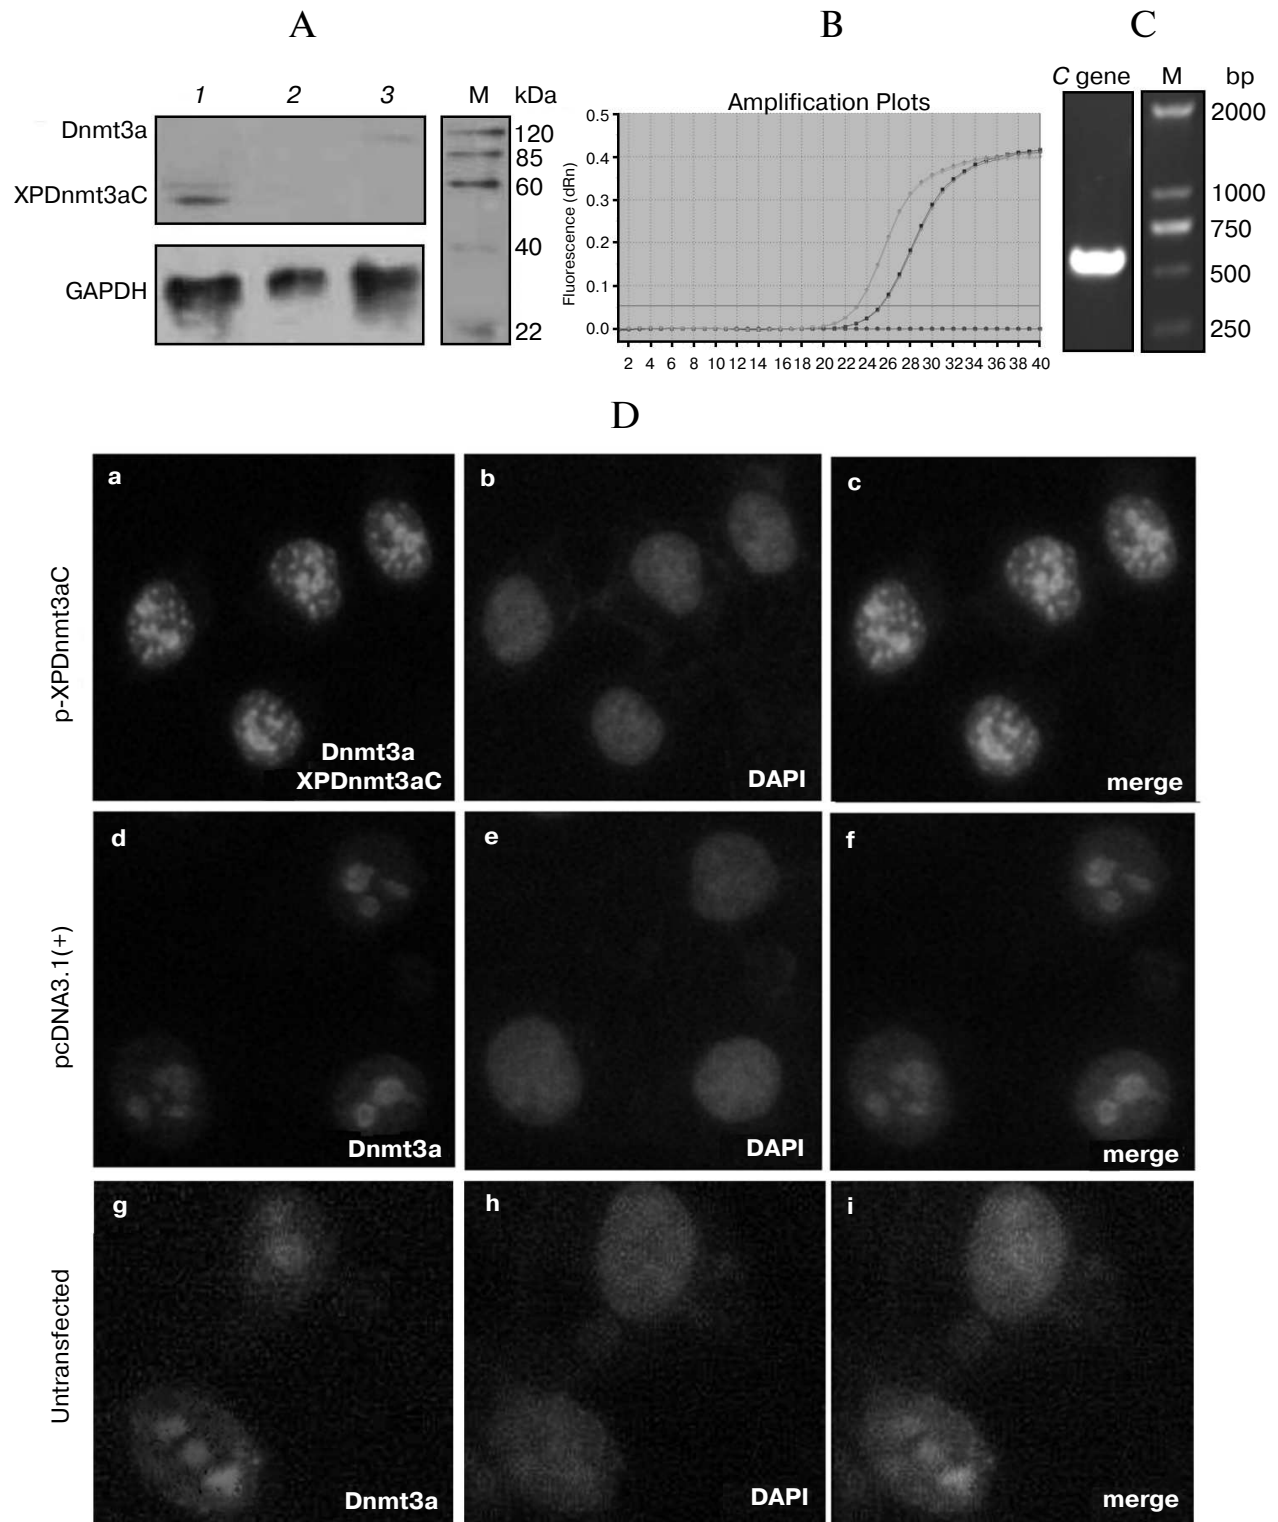 A
B
C
1 2 3 M kDa
Dnmt3a
XPDnmt3aC
GAPDH
120
85
60
40
22
Amplification Plots
Fluorescence (dRn)
0.5
0.4
0.3
0.2
0.1
0.0
2 4 6 8 10 12 14 16 18 20 22 24 26 28 30 32 34 36 38 40
C gene M bp
2000
1000
750
500
250
D
p-XPDnmt3aC
a
Dnmt3a
XPDnmt3aC
b
DAPI
c
merge
pcDNA3.1(+)
d
Dnmt3a
e
DAPI
f
merge
Untransfected
g
Dnmt3a
h
DAPI
i
merge